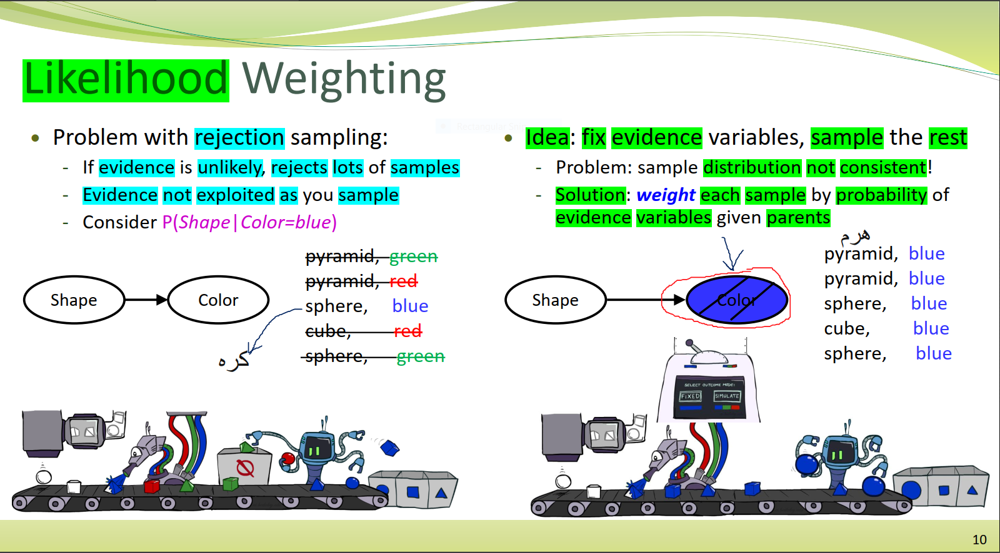 Likelihood Weighting
Problem with rejection sampling:
- If evidence is unlikely, rejects lots of samples
- Evidence not exploited as you sample
- Consider P(Shape|Color=blue)
Shape
Color
pyramid, green
pyramid, red
sphere, blue
cube, red
sphere, green
کره
Rectangular Sni
Idea: fix evidence variables, sample the rest
- Problem: sample distribution not consistent!
- Solution: weight each sample by probability of
evidence variables given parents
هرم
Shape
Color
pyramid, blue
pyramid, blue
sphere, blue
cube, blue
sphere, blue
SELECT OUTCOME MODE:
FIXED
SIMULATE
10